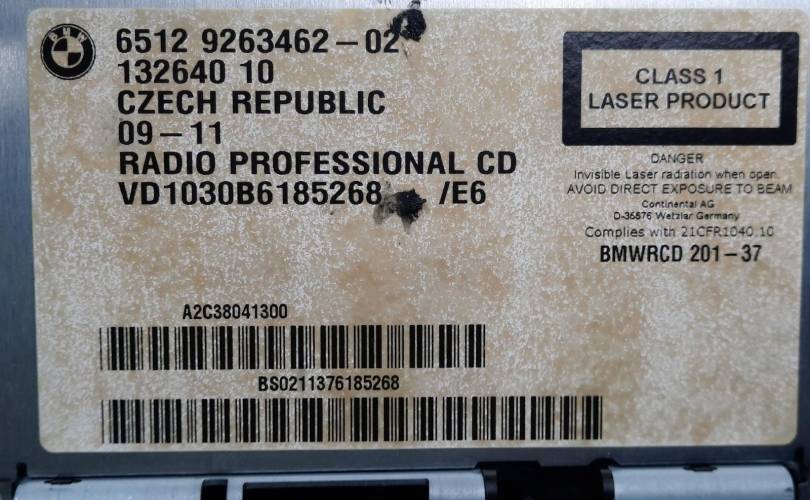 BMW
6512 9263462-02
132640 10
CZECH REPUBLIC
09-11
RADIO PROFESSIONAL CD
VD1030B6185268 /E6
CLASS 1
LASER PRODUCT
DANGER
Invisible Laser radiation when open
AVOID DIRECT EXPOSURE TO BEAM
Continental AG
D-35576 Wetzlar Germany
Complies with 21CFR1040.10
BMWRCD 201-37
A2C38041300
BS0211376185268